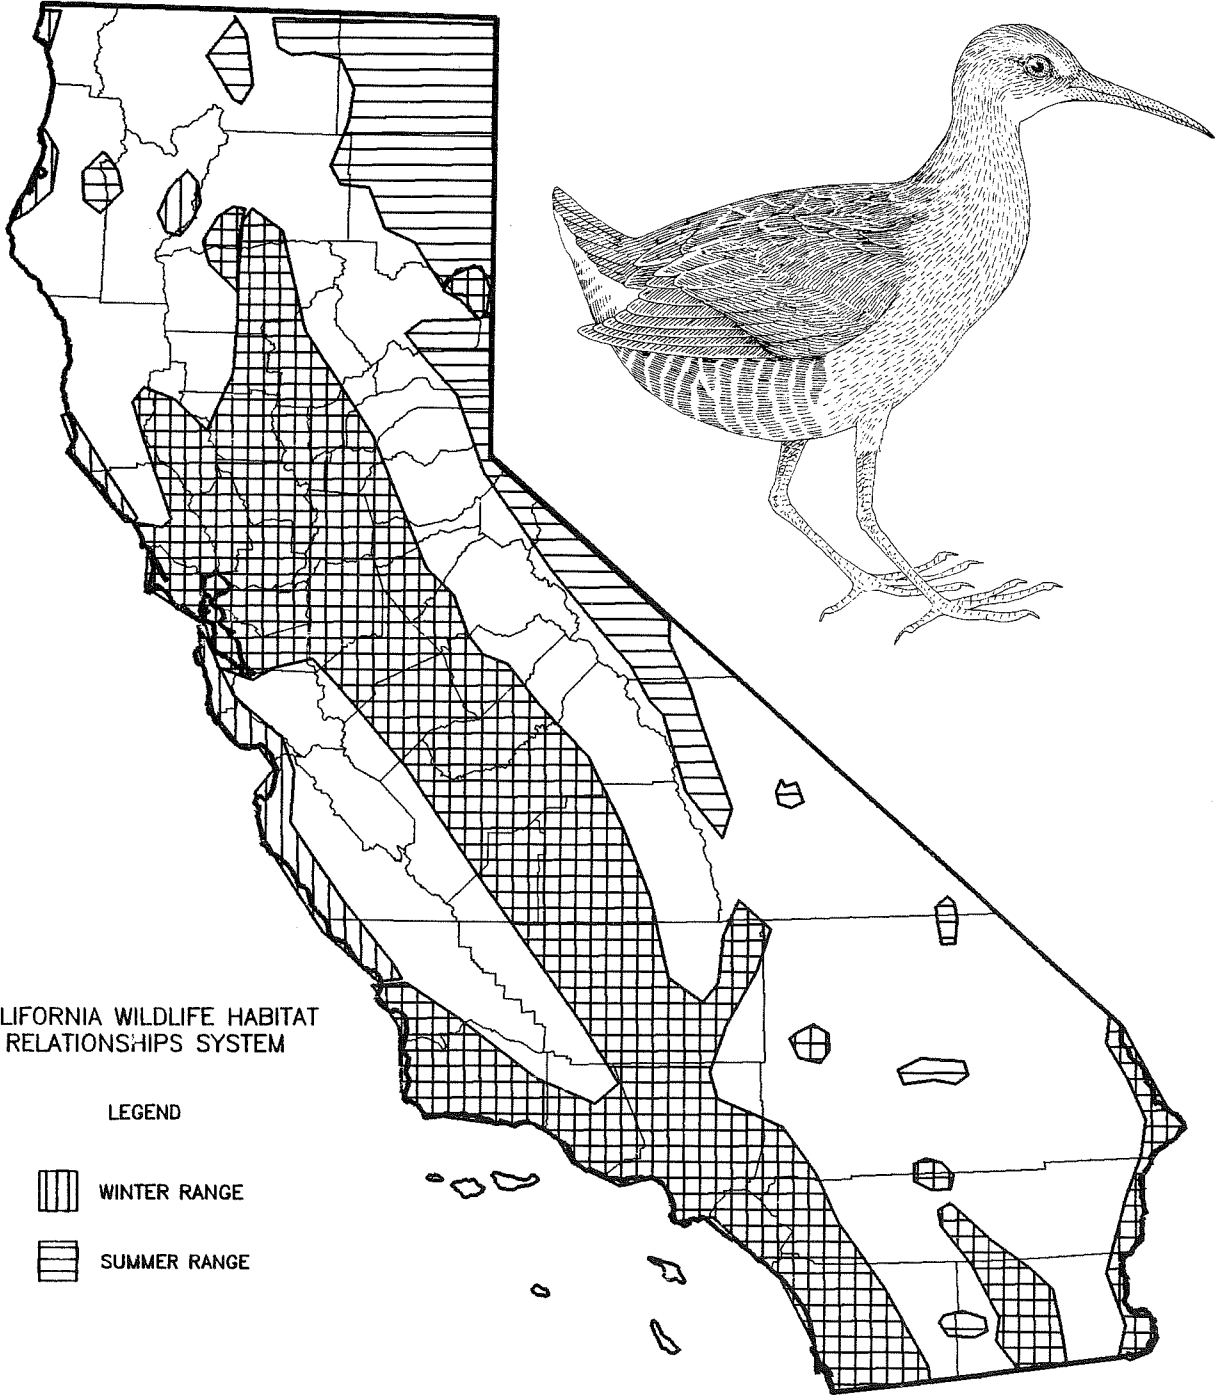 LIFORNIA WILDLIFE HABITAT
RELATIONSHIPS SYSTEM
LEGEND
WINTER RANGE
SUMMER RANGE